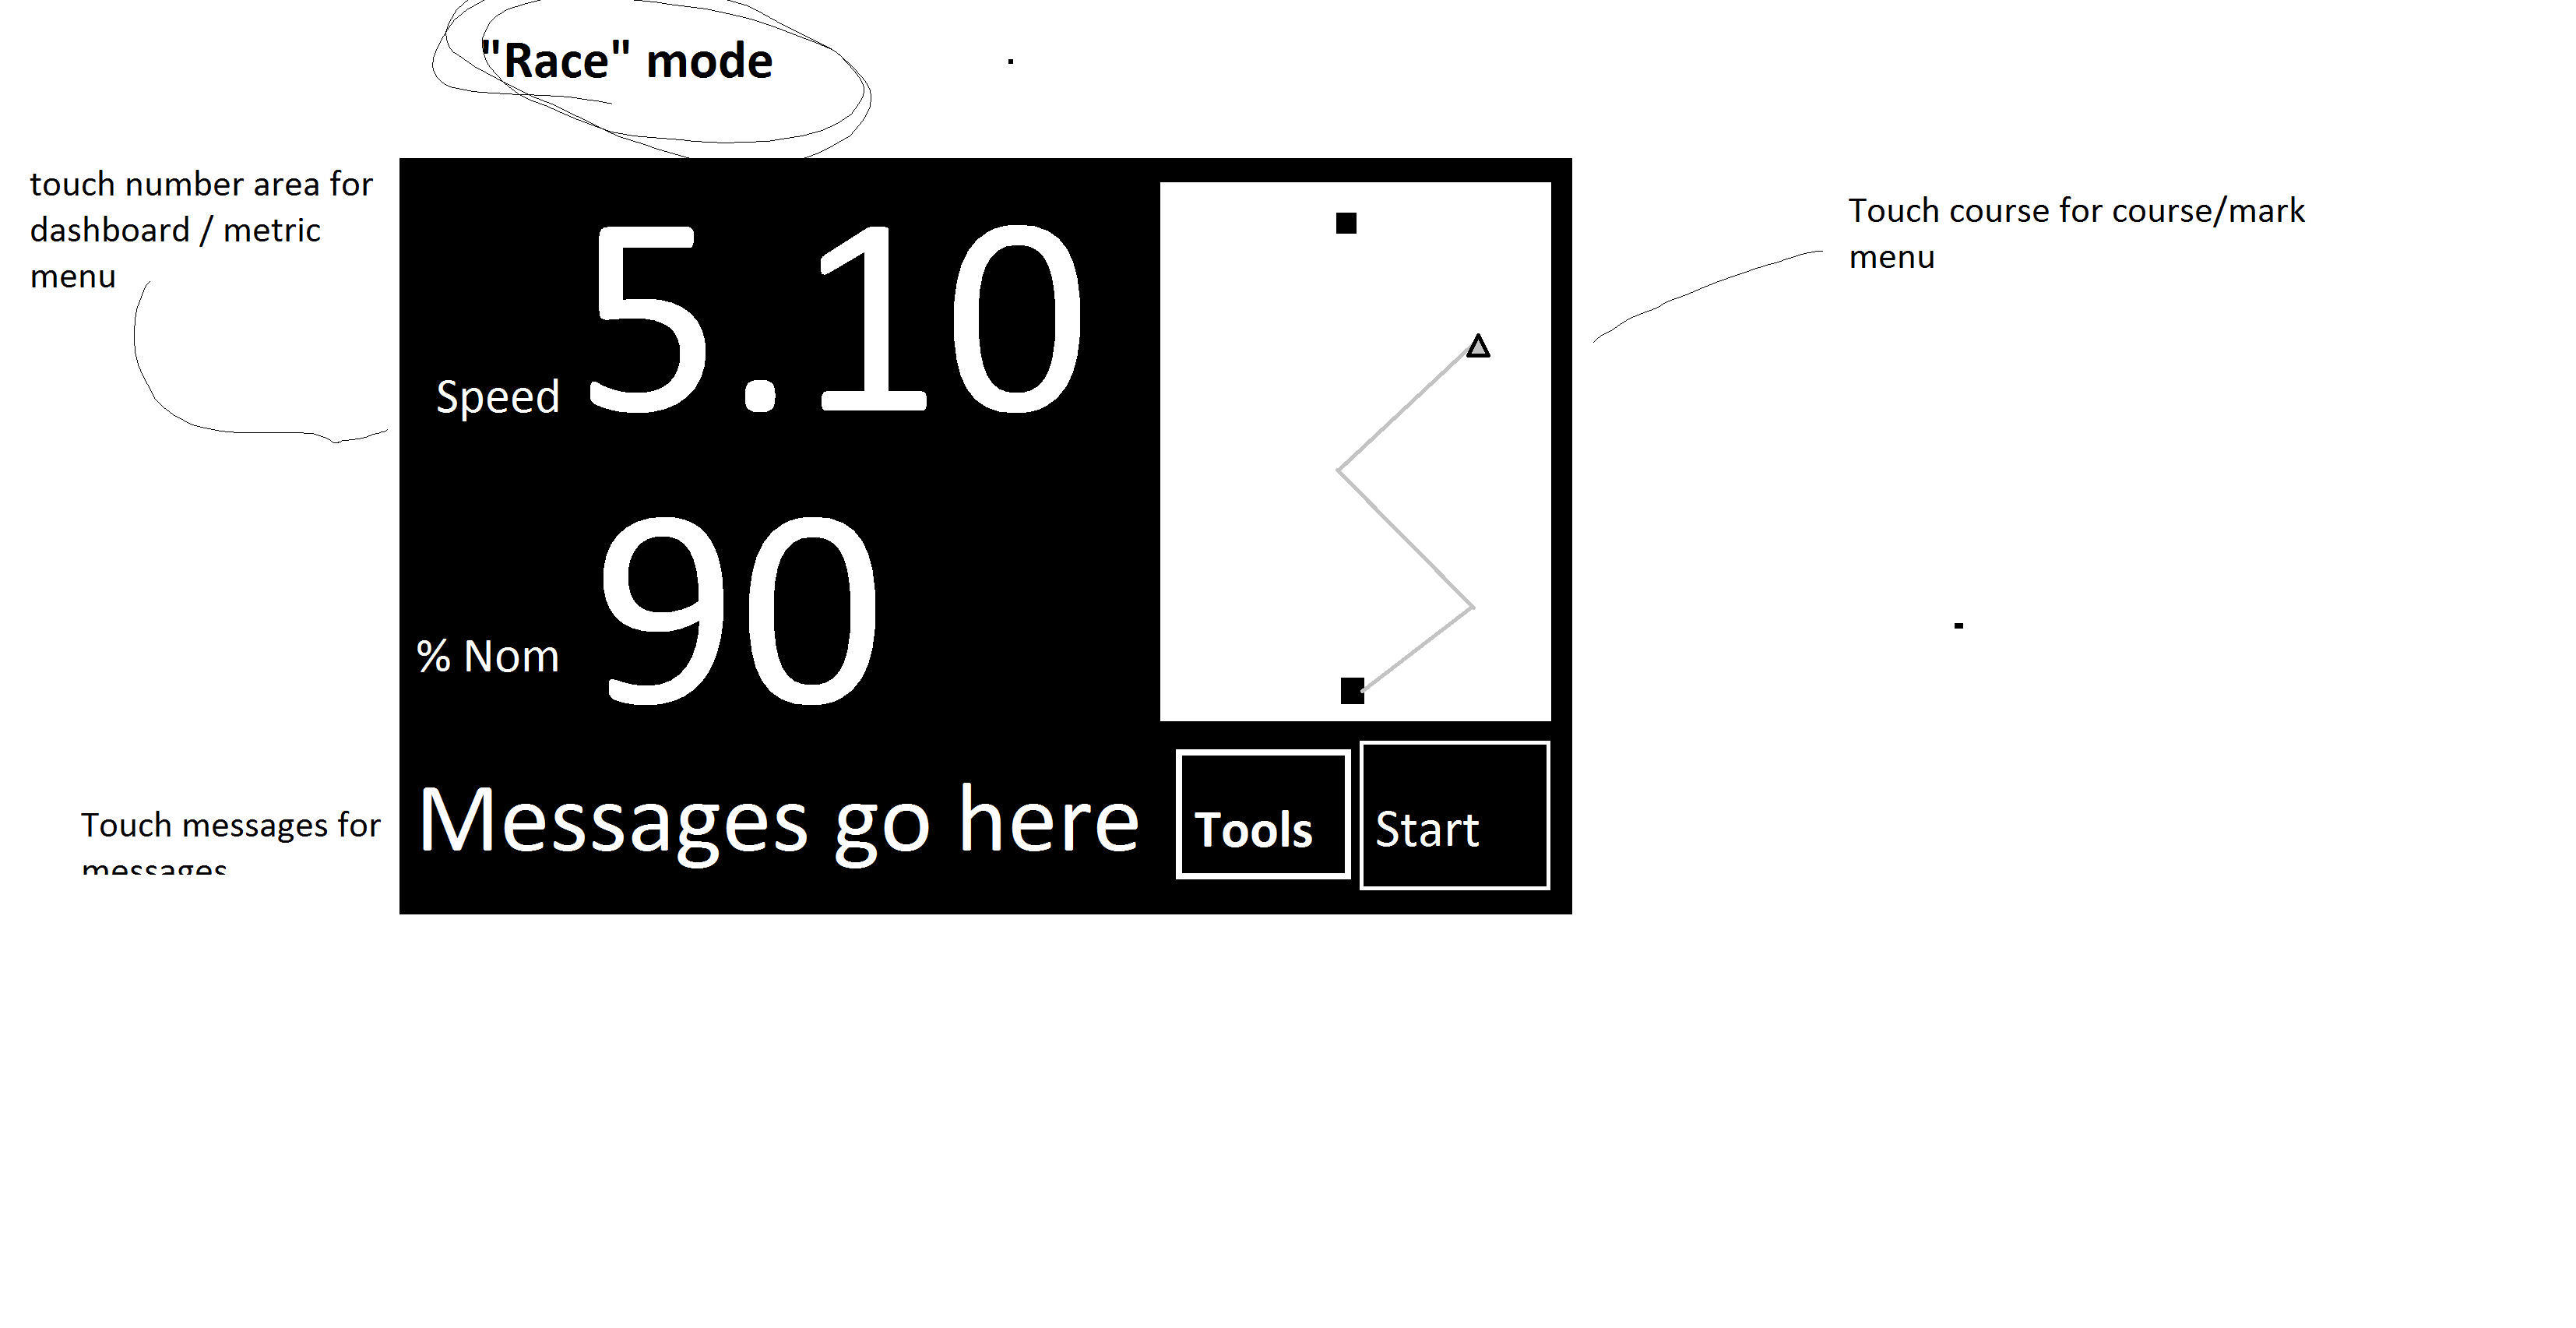 "Race" mode
touch number area for
dashboard / metric
menu
Touch course for course/mark
menu
Speed 5.10
% Nom 90
Touch messages for
messages
Messages go here
Tools
Start